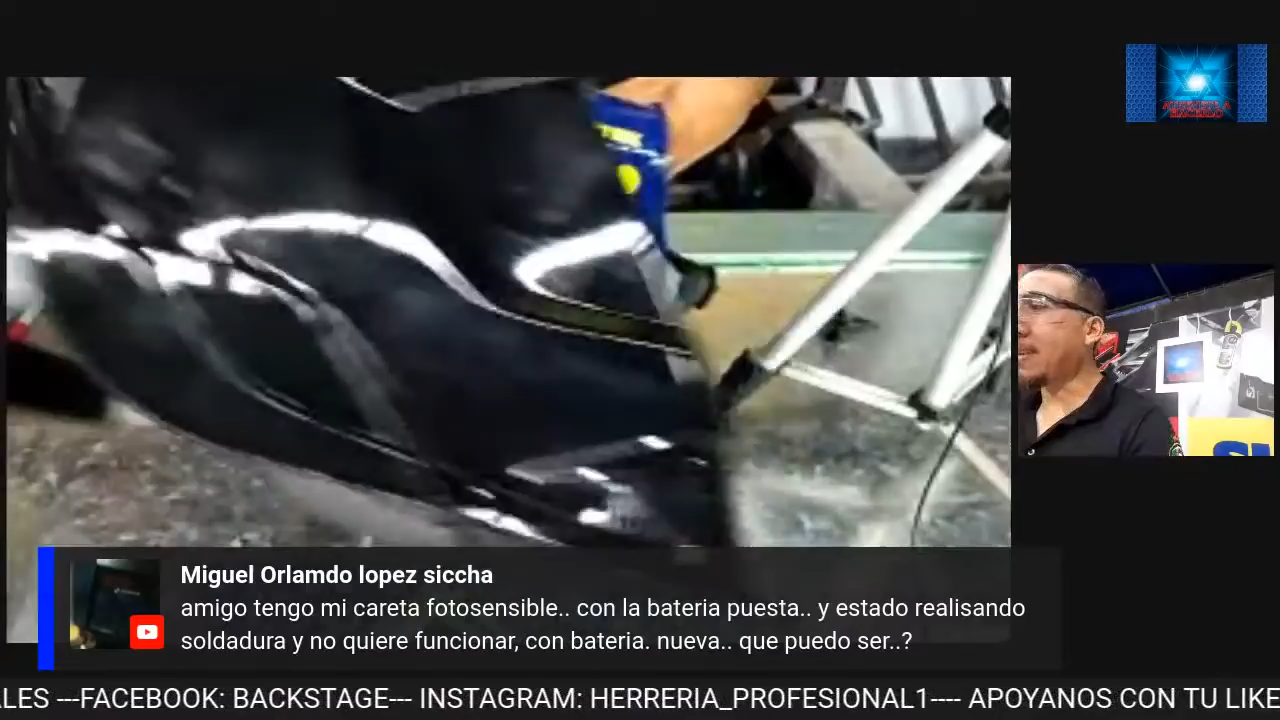 Miguel Orlamdo lopez siccha
amigo tengo mi careta fotosensible.. con la bateria puesta.. y estado realisando
soldadura y no quiere funcionar, con bateria. nueva.. que puedo ser..?
ALES ---FACEBOOK: BACKSTAGE--- INSTAGRAM: HERRERIA_PROFESIONAL1---- APOYANOS CON TU LIKE